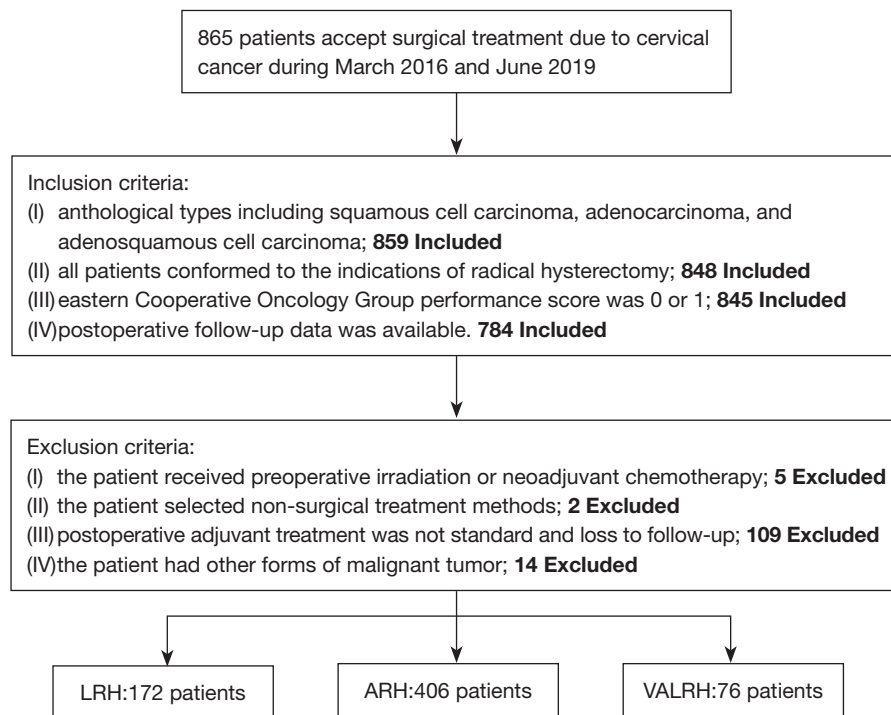 865 patients accept surgical treatment due to cervical
cancer during March 2016 and June 2019
Inclusion criteria:
(I) anthological types including squamous cell carcinoma, adenocarcinoma, and
adenosquamous cell carcinoma; 859 Included
(II) all patients conformed to the indications of radical hysterectomy; 848 Included
(III) eastern Cooperative Oncology Group performance score was 0 or 1; 845 Included
(IV)postoperative follow-up data was available. 784 Included
Exclusion criteria:
(I) the patient received preoperative irradiation or neoadjuvant chemotherapy; 5 Excluded
(II) the patient selected non-surgical treatment methods; 2 Excluded
(III) postoperative adjuvant treatment was not standard and loss to follow-up; 109 Excluded
(IV)the patient had other forms of malignant tumor; 14 Excluded
LRH:172 patients
ARH:406 patients
VALRH:76 patients